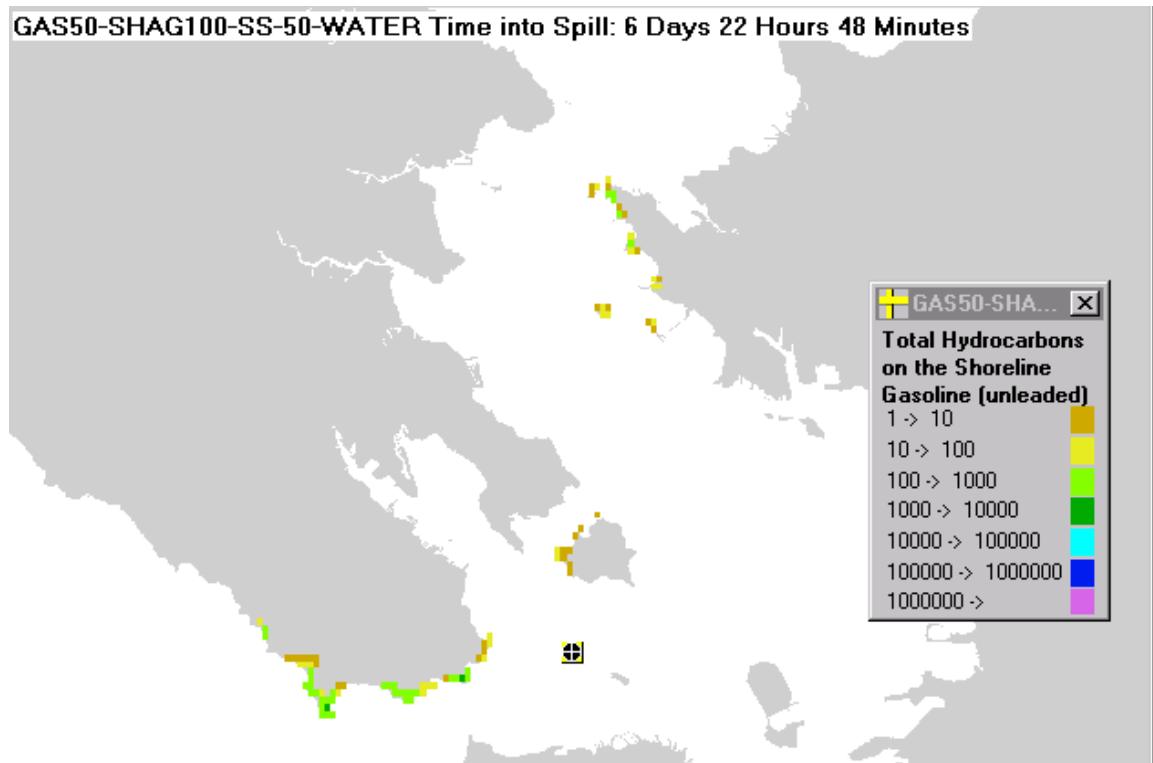 GAS50-SHAG100-SS-50-WATER Time into Spill: 6 Days 22 Hours 48 Minutes
GAS50-SHA...
Total Hydrocarbons
on the Shoreline
Gasoline (unleaded)
1 -> 10
10 -> 100
100 -> 1000
1000 -> 10000
10000 -> 100000
100000 -> 1000000
1000000 ->